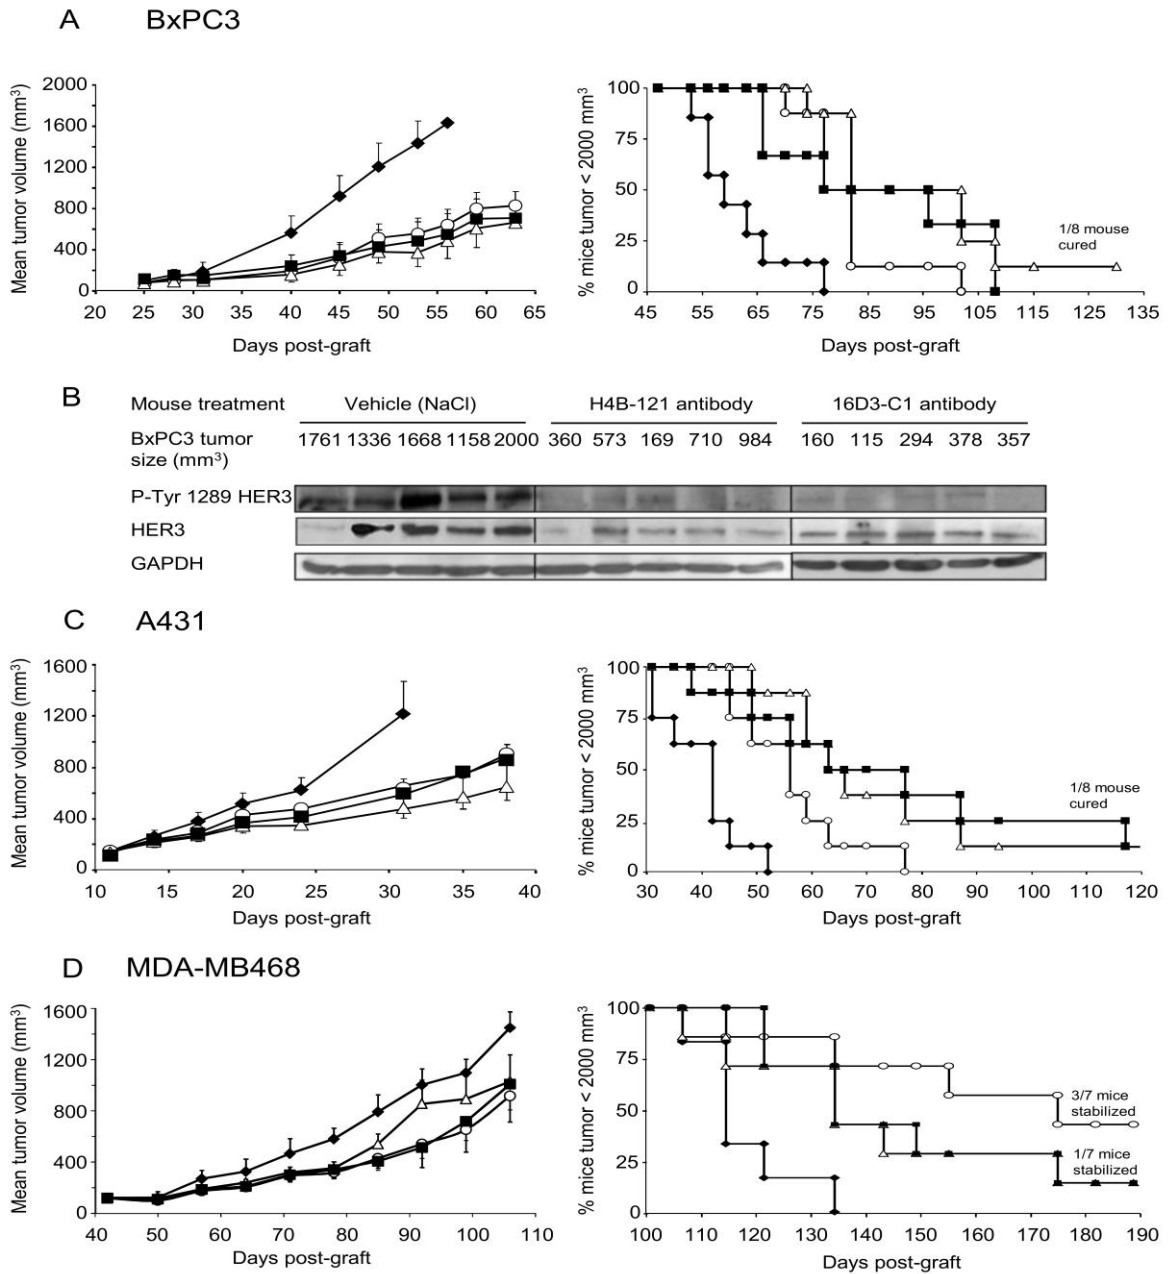 A BxPC3
Mean tumor volume (mm³)
2000
1600
1200
800
400
0
20 25 30 35 40 45 50 55 60 65
Days post-graft
% mice tumor < 2000 mm³
100
75
50
25
0
45 55 65 75 85 95 105 115 125 135
Days post-graft
1/8 mouse
cured
B
Mouse treatment Vehicle (NaCl) H4B-121 antibody 16D3-C1 antibody
BxPC3 tumor 1761 1336 1668 1158 2000 360 573 169 710 984 160 115 294 378 357
size (mm³)
P-Tyr 1289 HER3
HER3
GAPDH
C A431
Mean tumor volume (mm³)
1600
1200
800
400
0
10 15 20 25 30 35 40
Days post-graft
% mice tumor < 2000 mm³
100
75
50
25
0
30 40 50 60 70 80 90 100 110 120
Days post-graft
1/8 mouse
cured
D MDA-MB468
Mean tumor volume (mm³)
1600
1200
800
400
0
40 50 60 70 80 90 100 110
Days post-graft
% mice tumor < 2000 mm³
100
75
50
25
0
100 110 120 130 140 150 160 170 180 190
Days post-graft
3/7 mice
stabilized
1/7 mice
stabilized